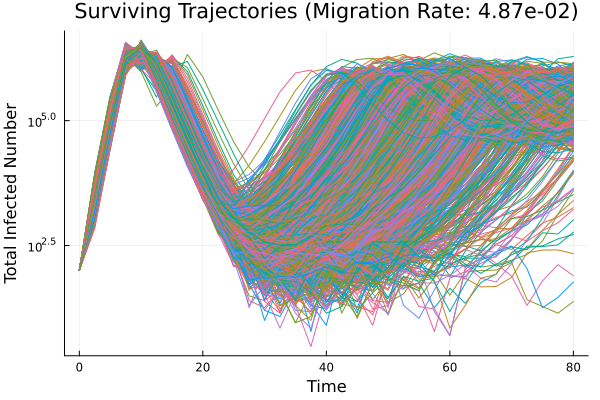 Surviving Trajectories (Migration Rate: 4.87e-02)
Total Infected Number
10^5.0
10^2.5
0 20 40 60 80
Time